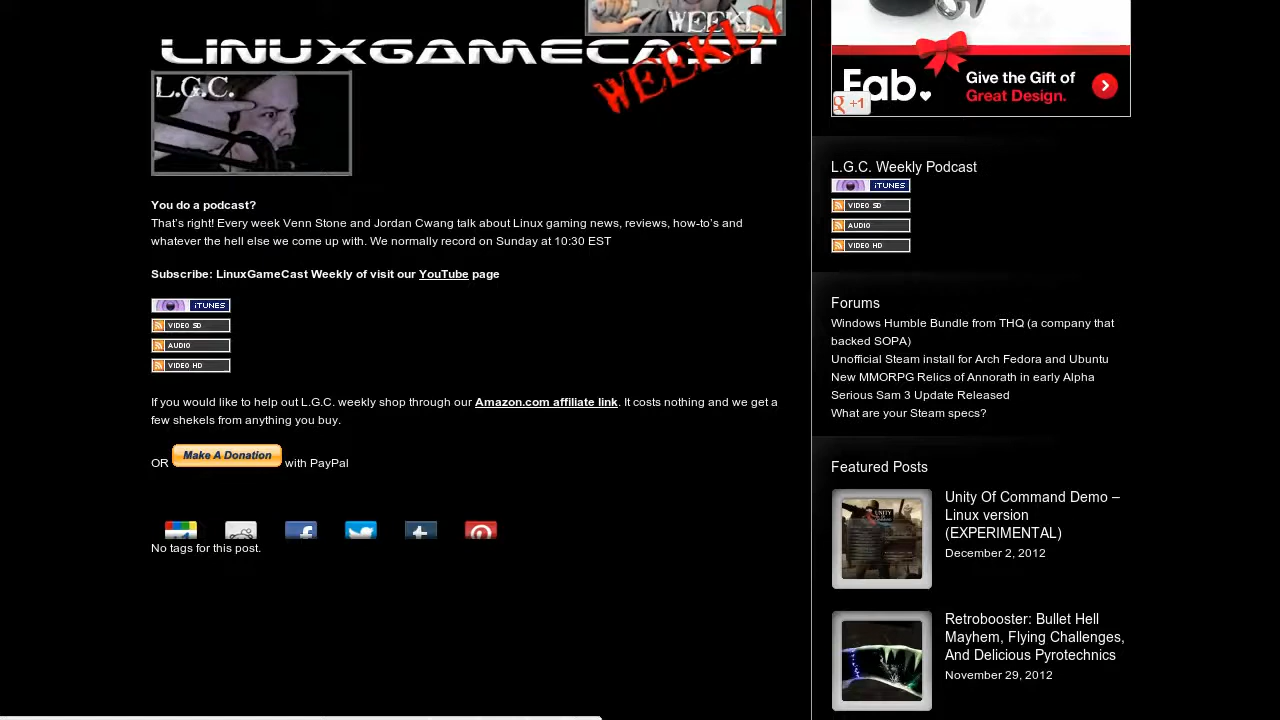 WEEKLY
LINUXGAMECAST
WEEKLY
L.G.C.
You do a podcast?
That's right! Every week Venn Stone and Jordan Cwang talk about Linux gaming news, reviews, how-to's and
whatever the hell else we come up with. We normally record on Sunday at 10:30 EST
Subscribe: LinuxGameCast Weekly of visit our YouTube page
iTUNES
VIDEO SD
AUDIO
VIDEO HD
If you would like to help out L.G.C. weekly shop through our Amazon.com affiliate link. It costs nothing and we get a
few shekels from anything you buy.
OR Make A Donation with PayPal
No tags for this post.
Fab.
Give the Gift of
Great Design.
g +1
L.G.C. Weekly Podcast
iTUNES
VIDEO SD
AUDIO
VIDEO HD
Forums
Windows Humble Bundle from THQ (a company that
backed SOPA)
Unofficial Steam install for Arch Fedora and Ubuntu
New MMORPG Relics of Annorath in early Alpha
Serious Sam 3 Update Released
What are your Steam specs?
Featured Posts
UNITY
Unity Of Command Demo –
Linux version
(EXPERIMENTAL)
December 2, 2012
Retrobooster: Bullet Hell
Mayhem, Flying Challenges,
And Delicious Pyrotechnics
November 29, 2012